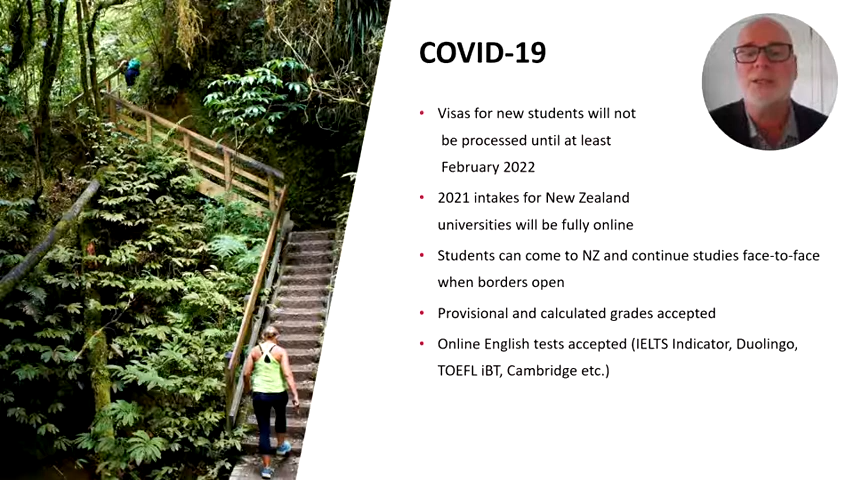 COVID-19
• Visas for new students will not
be processed until at least
February 2022
• 2021 intakes for New Zealand
universities will be fully online
• Students can come to NZ and continue studies face-to-face
when borders open
• Provisional and calculated grades accepted
• Online English tests accepted (IELTS Indicator, Duolingo,
TOEFL iBT, Cambridge etc.)